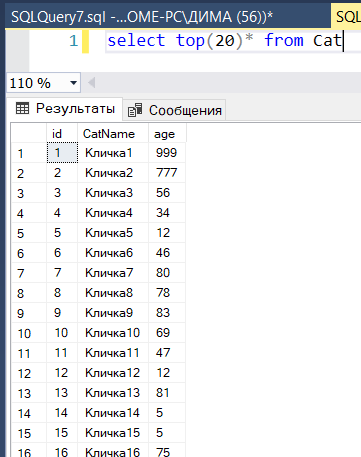 SQLQuery7.sql -...OME-PC\ДИМА (56))*
SQL
1 select top(20)* from Cat
110 %
Результаты Сообщения
id CatName age
1 1 Кличка1 999
2 2 Кличка2 777
3 3 Кличка3 56
4 4 Кличка4 34
5 5 Кличка5 12
6 6 Кличка6 46
7 7 Кличка7 80
8 8 Кличка8 78
9 9 Кличка9 83
10 10 Кличка10 69
11 11 Кличка11 47
12 12 Кличка12 12
13 13 Кличка13 81
14 14 Кличка14 5
15 15 Кличка15 5
16 16 Кличка16 75